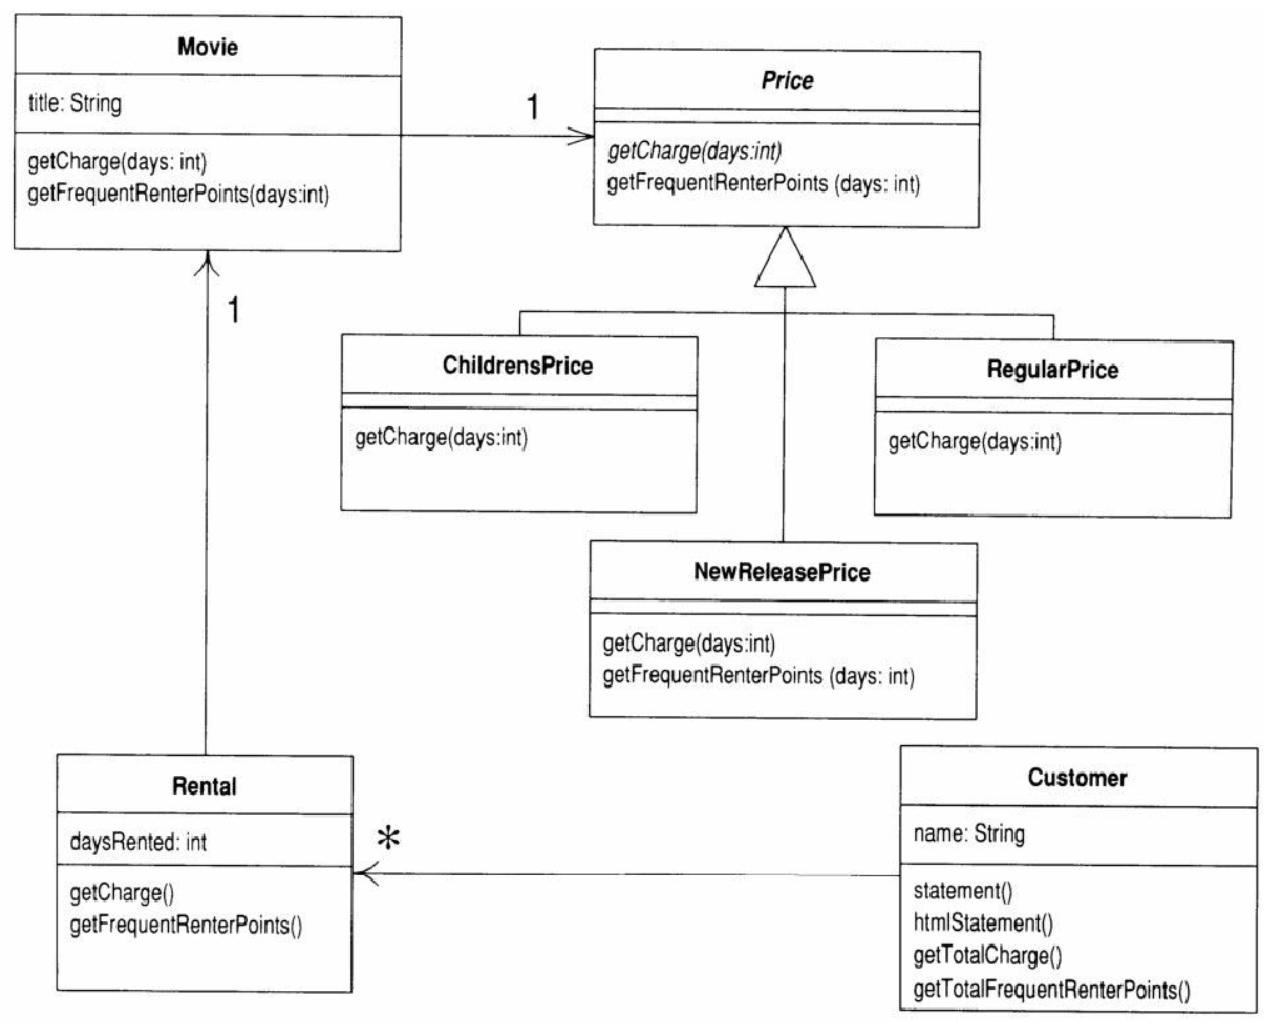 Movie
title: String
getCharge(days: int)
getFrequentRenterPoints(days:int)
1
Price
getCharge(days:int)
getFrequentRenterPoints (days: int)
1
ChildrensPrice
getCharge(days:int)
RegularPrice
getCharge(days:int)
NewReleasePrice
getCharge(days:int)
getFrequentRenterPoints (days: int)
Rental
daysRented: int
getCharge()
getFrequentRenterPoints()
*
Customer
name: String
statement()
htmlStatement()
getTotalCharge()
getTotalFrequentRenterPoints()